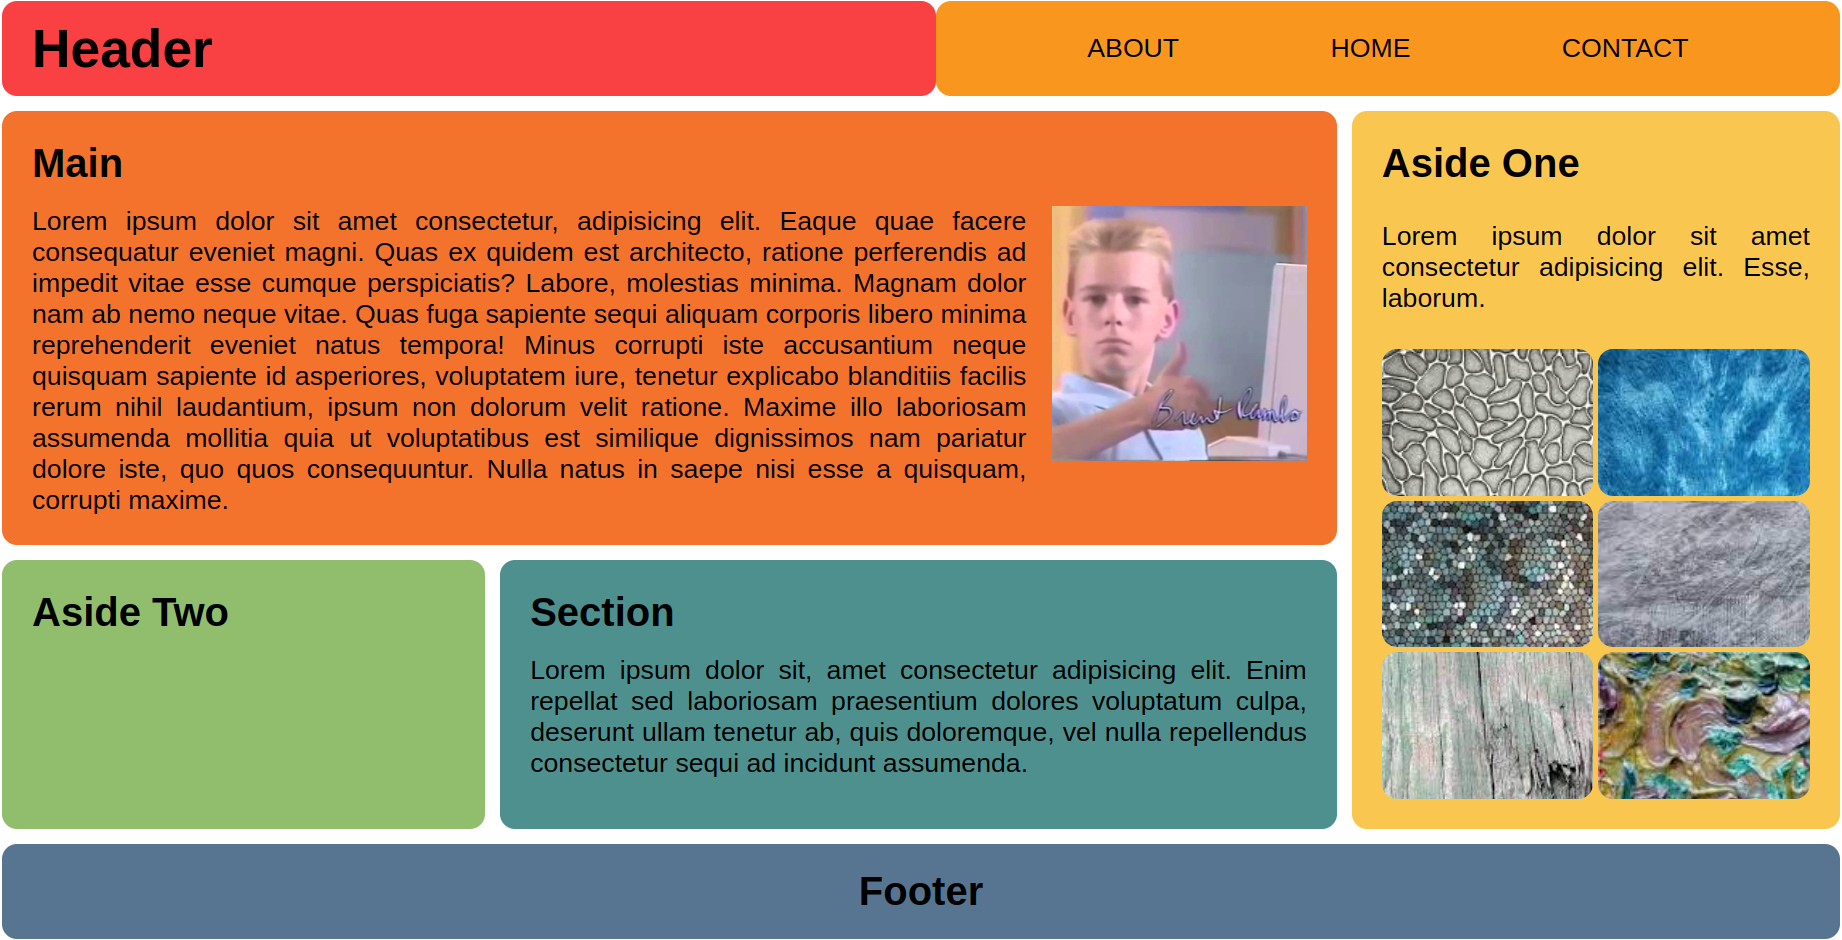 Header
ABOUT HOME CONTACT
Main
Lorem ipsum dolor sit amet consectetur, adipisicing elit. Eaque quae facere
consequatur eveniet magni. Quas ex quidem est architecto, ratione perferendis ad
impedit vitae esse cumque perspiciatis? Labore, molestias minima. Magnam dolor
nam ab nemo neque vitae. Quas fuga sapiente sequi aliquam corporis libero minima
reprehenderit eveniet natus tempora! Minus corrupti iste accusantium neque
quisquam sapiente id asperiores, voluptatem iure, tenetur explicabo blanditiis facilis
rerum nihil laudantium, ipsum non dolorum velit ratione. Maxime illo laboriosam
assumenda mollitia quia ut voluptatibus est similique dignissimos nam pariatur
dolore iste, quo quos consequuntur. Nulla natus in saepe nisi esse a quisquam,
corrupti maxime.
Brent Rambo
Aside One
Lorem ipsum dolor sit amet
consectetur adipisicing elit. Esse,
laborum.
Aside Two
Section
Lorem ipsum dolor sit, amet consectetur adipisicing elit. Enim
repellat sed laboriosam praesentium dolores voluptatum culpa,
deserunt ullam tenetur ab, quis doloremque, vel nulla repellendus
consectetur sequi ad incidunt assumenda.
Footer